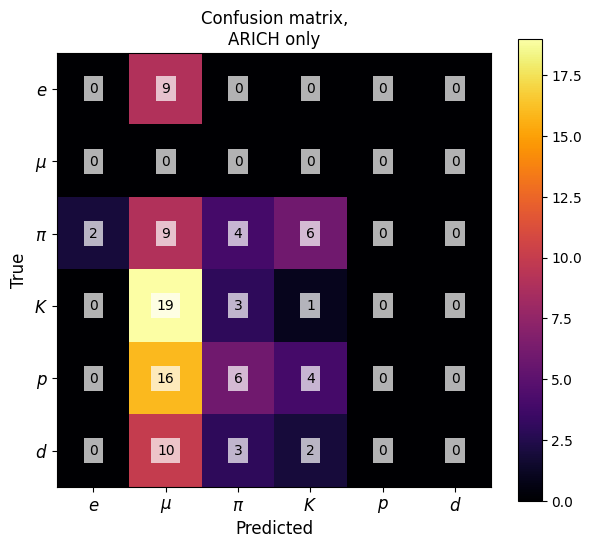 Confusion matrix,
ARICH only
e 0 9 0 0 0 0
μ 0 0 0 0 0 0
π 2 9 4 6 0 0
K 0 19 3 1 0 0
p 0 16 6 4 0 0
d 0 10 3 2 0 0
e μ π K p d
Predicted
True
17.5
15.0
12.5
10.0
7.5
5.0
2.5
0.0